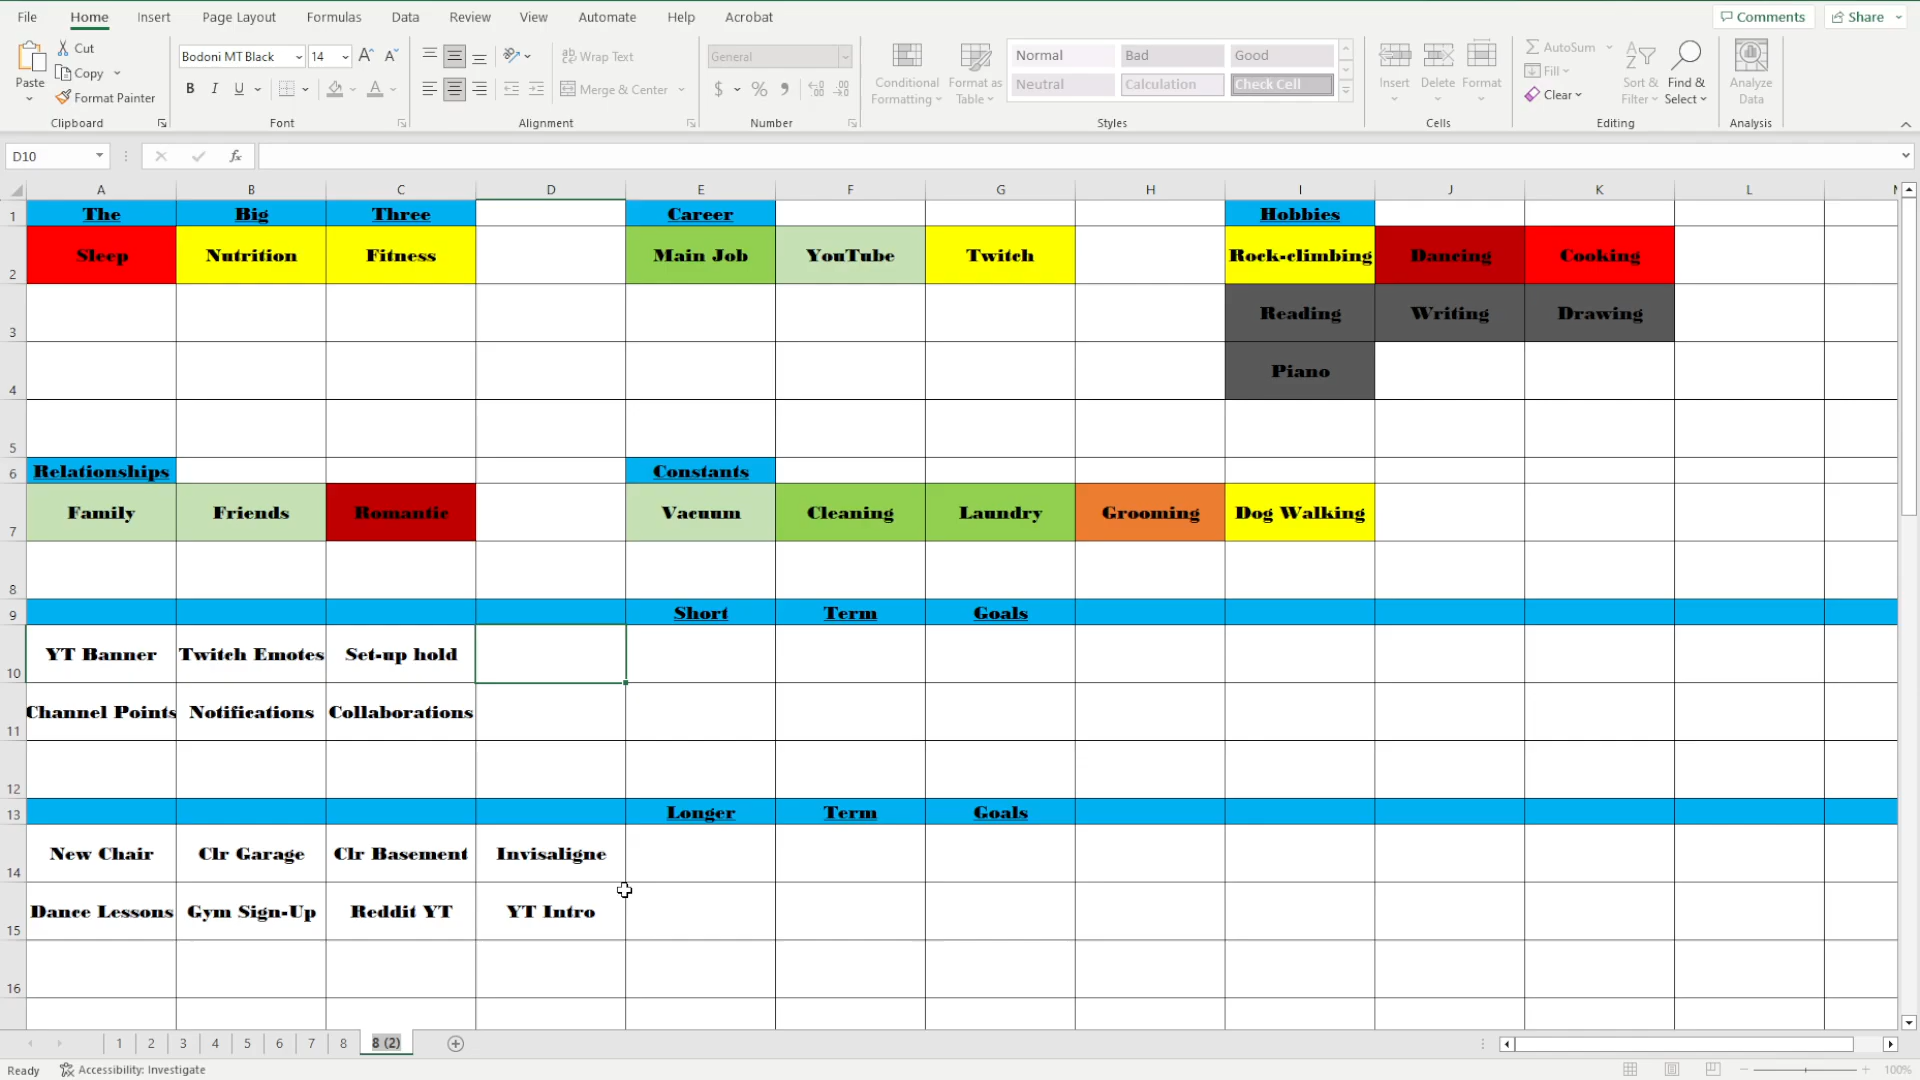 File Home Insert Page Layout Formulas Data Review View Automate Help Acrobat Comments Share
Paste Cut Copy Format Painter
Bodoni MT Black 14
B I U
Wrap Text
Merge & Center
General
$ % 9
Conditional Formatting Format as Table
Normal Bad Good
Neutral Calculation Check Cell
Insert Delete Format
AutoSum
Fill
Clear
Sort & Filter Find & Select
Analyze Data
Clipboard Font Alignment Number Styles Cells Editing Analysis
D10 fx
A B C D E F G H I J K L M
1 The Big Three Career Hobbies
2 Sleep Nutrition Fitness Main Job YouTube Twitch Rock-climbing Dancing Cooking
3 Reading Writing Drawing
4 Piano
5
6 Relationships Constants
7 Family Friends Romantic Vacuum Cleaning Laundry Grooming Dog Walking
8
9 Short Term Goals
10 YT Banner Twitch Emotes Set-up hold
11 Channel Points Notifications Collaborations
12
13 Longer Term Goals
14 New Chair Clr Garage Clr Basement Invisaligne
15 Dance Lessons Gym Sign-Up Reddit YT YT Intro
16
1 2 3 4 5 6 7 8 8 (2)
Ready Accessibility: Investigate 100%